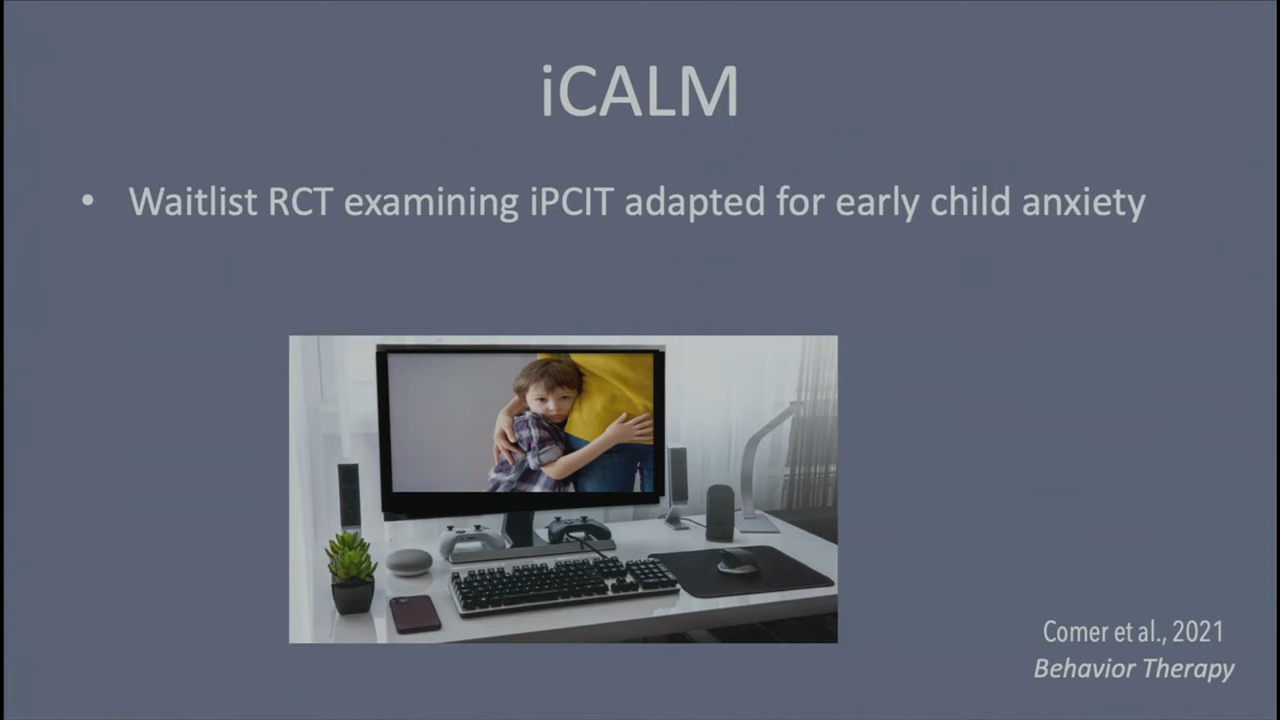 iCALM
• Waitlist RCT examining iPCIT adapted for early child anxiety
Comer et al., 2021
Behavior Therapy